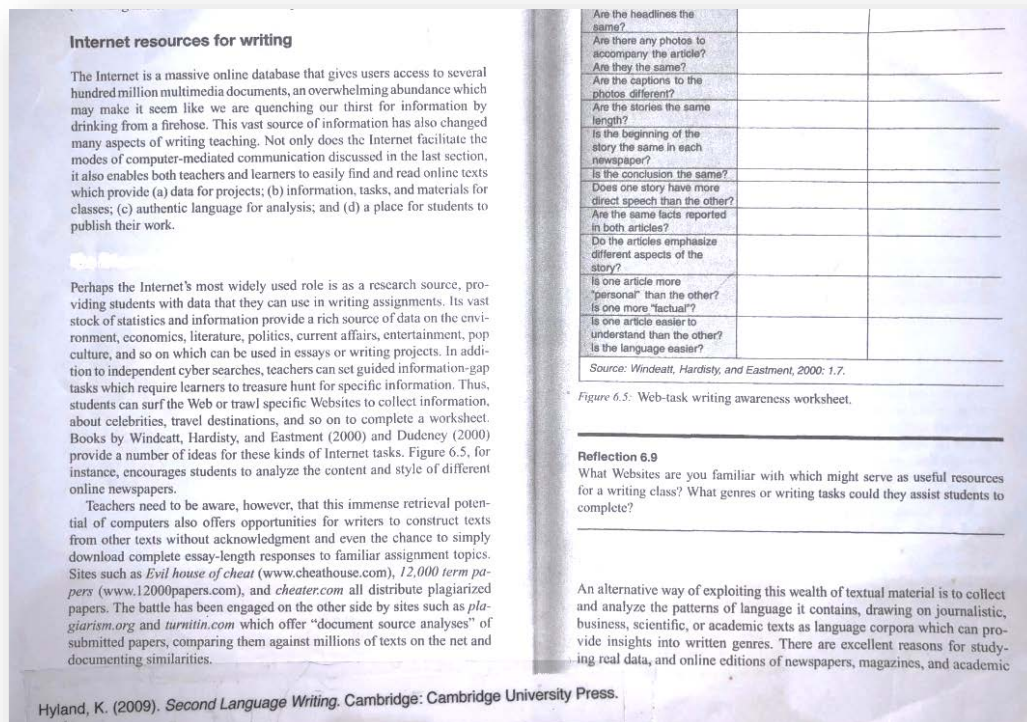 Internet resources for writing
The Internet is a massive online database that gives users access to several
hundred million multimedia documents, an overwhelming abundance which
may make it seem like we are quenching our thirst for information by
drinking from a firehose. This vast source of information has also changed
many aspects of writing teaching. Not only does the Internet facilitate the
modes of computer-mediated communication discussed in the last section,
it also enables both teachers and learners to easily find and read online texts
which provide (a) data for projects; (b) information, tasks, and materials for
classes; (c) authentic language for analysis; and (d) a place for students to
publish their work.
Perhaps the Internet's most widely used role is as a research source, pro-
viding students with data that they can use in writing assignments. Its vast
stock of statistics and information provide a rich source of data on the envi-
ronment, economics, literature, politics, current affairs, entertainment, pop
culture, and so on which can be used in essays or writing projects. In addi-
tion to independent cyber searches, teachers can set guided information-gap
tasks which require learners to treasure hunt for specific information. Thus,
students can surf the Web or trawl specific Websites to collect information,
about celebrities, travel destinations, and so on to complete a worksheet.
Books by Windeatt, Hardisty, and Eastment (2000) and Dudeney (2000)
provide a number of ideas for these kinds of Internet tasks. Figure 6.5, for
instance, encourages students to analyze the content and style of different
online newspapers.
Teachers need to be aware, however, that this immense retrieval poten-
tial of computers also offers opportunities for writers to construct texts
from other texts without acknowledgment and even the chance to simply
download complete essay-length responses to familiar assignment topics.
Sites such as Evil house of cheat (www.cheathouse.com), 12,000 term pa-
pers (www.12000papers.com), and cheater.com all distribute plagiarized
papers. The battle has been engaged on the other side by sites such as pla-
giarism.org and turnitin.com which offer "document source analyses" of
submitted papers, comparing them against millions of texts on the net and
documenting similarities.
Are the headlines the
same?
Are there any photos to
accompany the article?
Are they the same?
Are the captions to the
photos different?
Are the stories the same
length?
Is the beginning of the
story the same in each
newspaper?
Is the conclusion the same?
Does one story have more
direct speech than the other?
Are the same facts reported
in both articles?
Do the articles emphasize
different aspects of the
story?
Is one article more
"personal" than the other?
Is one more "factual"?
Is one article easier to
understand than the other?
Is the language easier?
Source: Windeatt, Hardisty, and Eastment, 2000: 1.7.
Figure 6.5: Web-task writing awareness worksheet.
Reflection 6.9
What Websites are you familiar with which might serve as useful resources
for a writing class? What genres or writing tasks could they assist students to
complete?
An alternative way of exploiting this wealth of textual material is to collect
and analyze the patterns of language it contains, drawing on journalistic,
business, scientific, or academic texts as language corpora which can pro-
vide insights into written genres. There are excellent reasons for study-
ing real data, and online editions of newspapers, magazines, and academic
Hyland, K. (2009). Second Language Writing. Cambridge: Cambridge University Press.